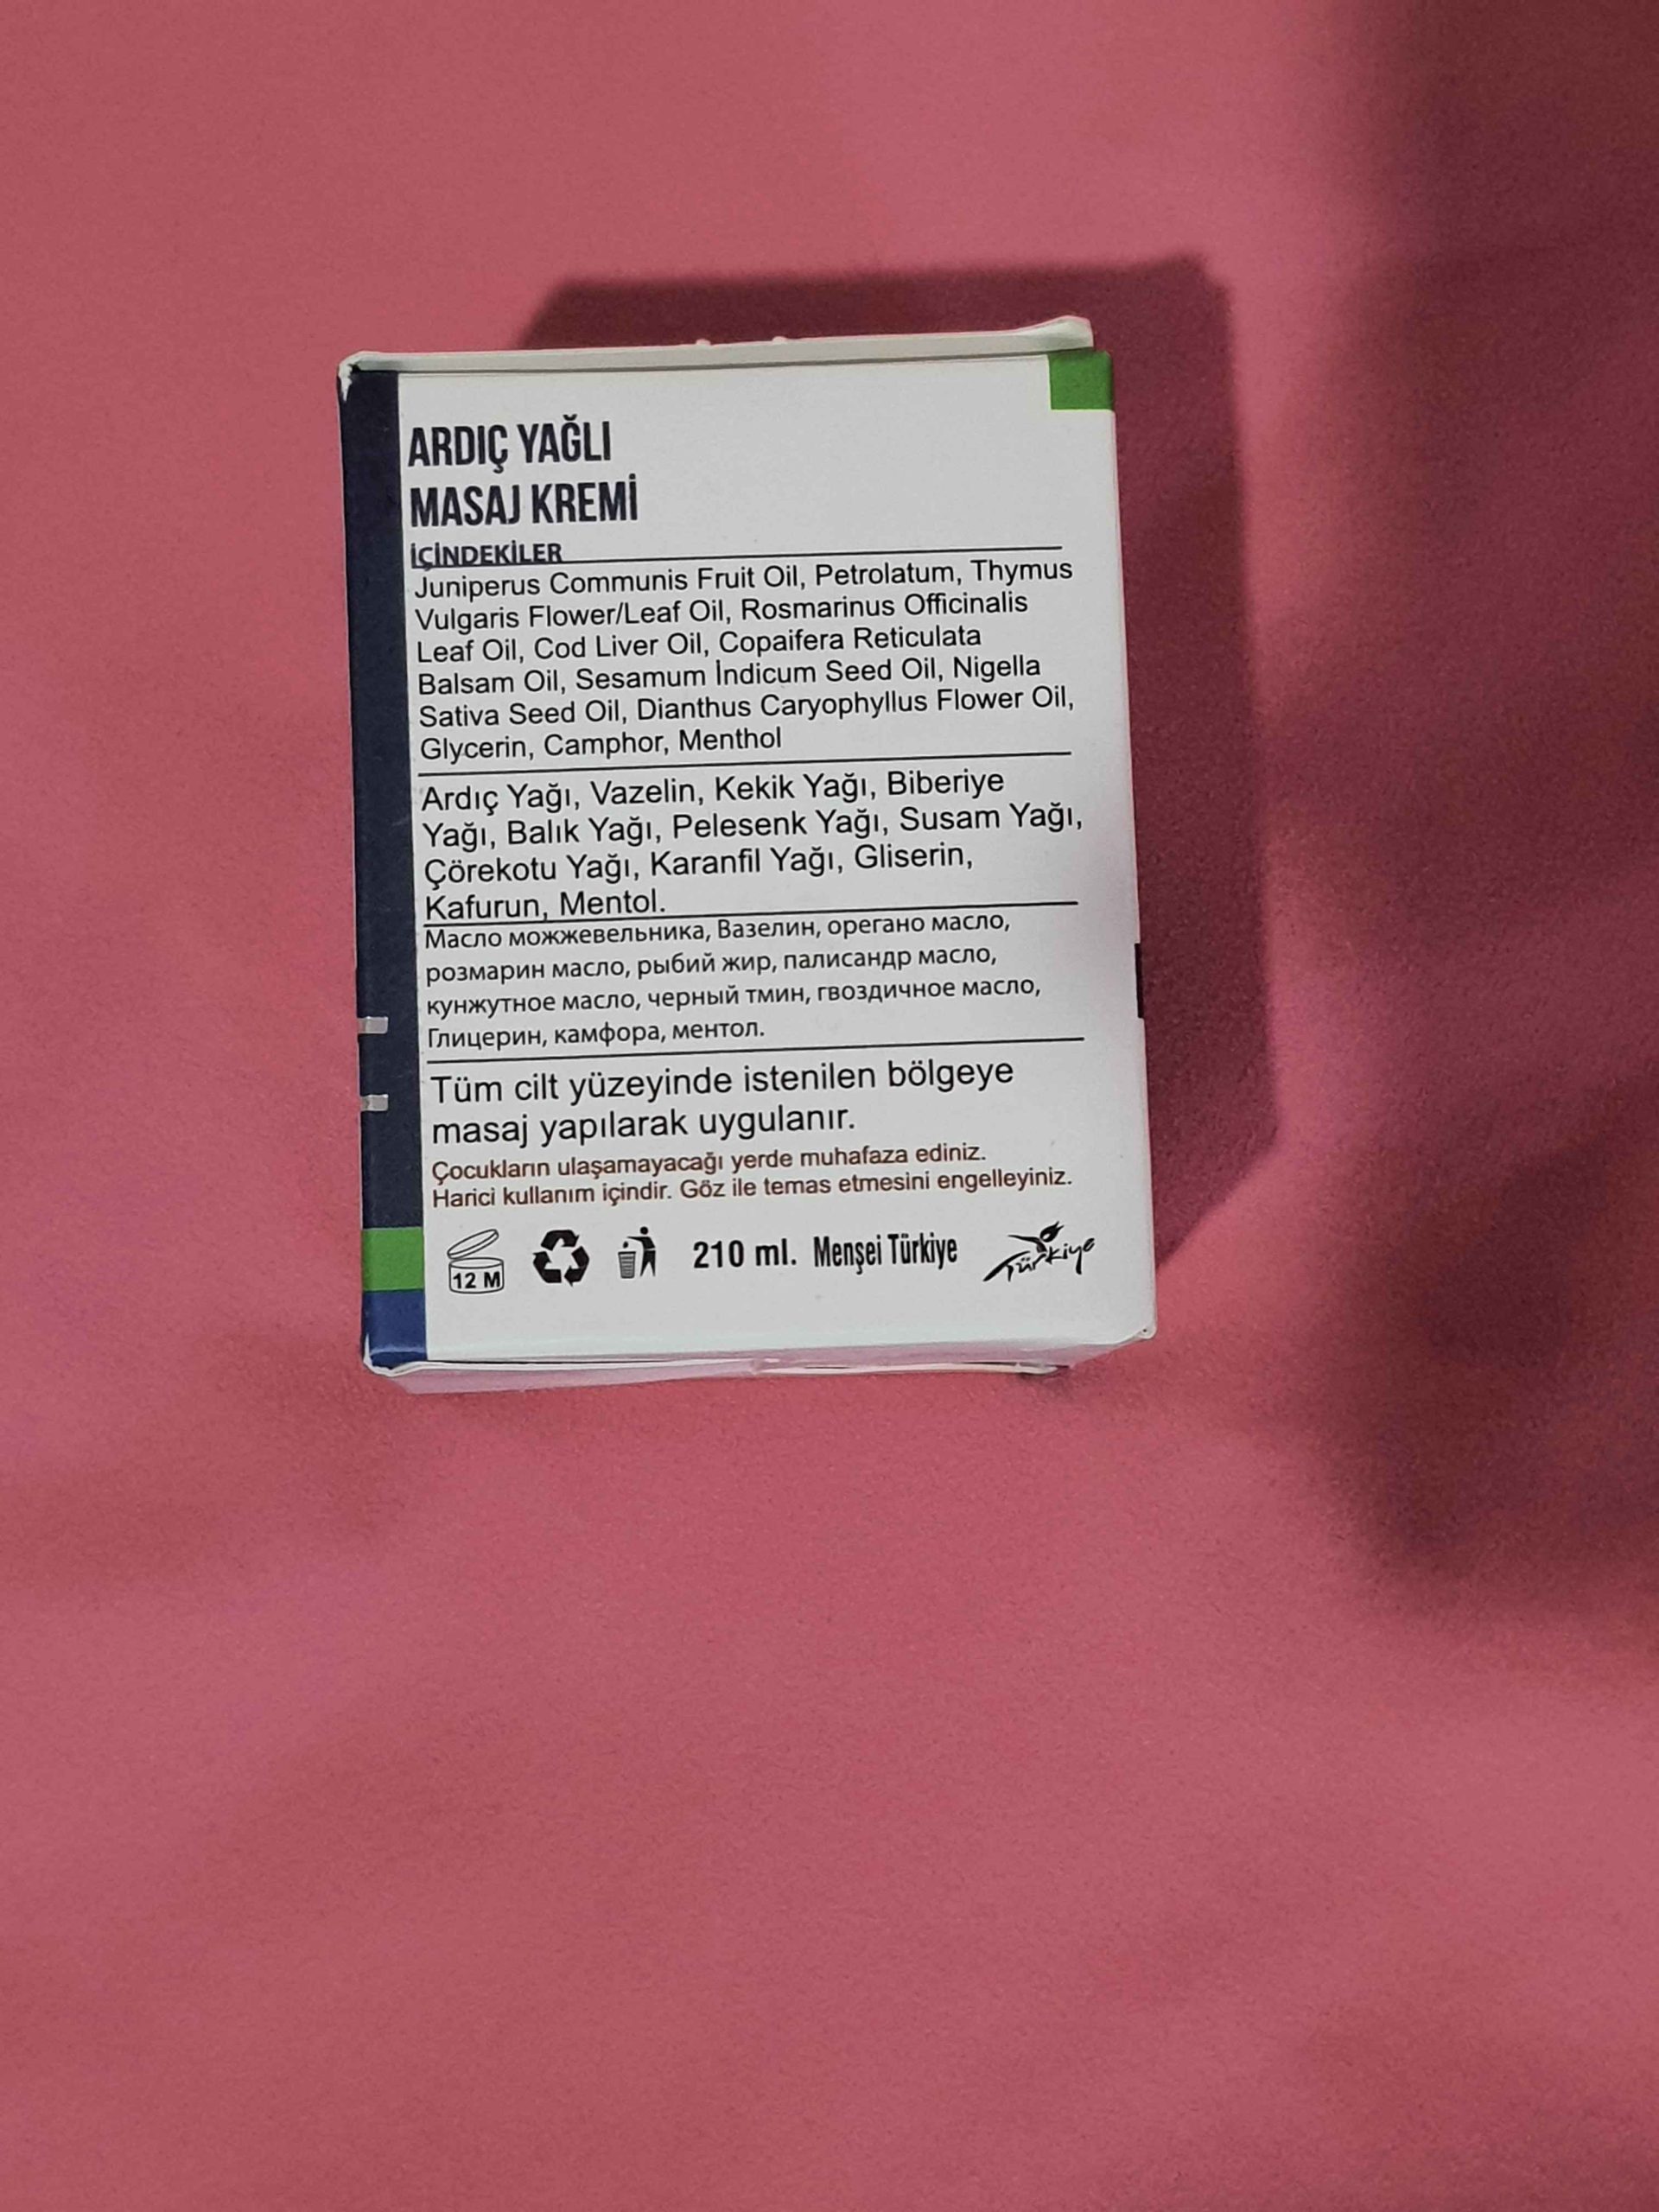 ARDIÇ YAĞLI
MASAJ KREMİ
İÇİNDEKİLER
Juniperus Communis Fruit Oil, Petrolatum, Thymus
Vulgaris Flower/Leaf Oil, Rosmarinus Officinalis
Leaf Oil, Cod Liver Oil, Copaifera Reticulata
Balsam Oil, Sesamum İndicum Seed Oil, Nigella
Sativa Seed Oil, Dianthus Caryophyllus Flower Oil,
Glycerin, Camphor, Menthol
Ardıç Yağı, Vazelin, Kekik Yağı, Biberiye
Yağı, Balık Yağı, Pelesenk Yağı, Susam Yağı,
Çörekotu Yağı, Karanfil Yağı, Gliserin,
Kafurun, Mentol.
Масло можжевельника, Вазелин, орегано масло,
розмарин масло, рыбий жир, палисандр масло,
кунжутное масло, черный тмин, гвоздичное масло,
Глицерин, камфора, ментол.
Tüm cilt yüzeyinde istenilen bölgeye
masaj yapılarak uygulanır.
Çocukların ulaşamayacağı yerde muhafaza ediniz.
Harici kullanım içindir. Göz ile temas etmesini engelleyiniz.
12 M 210 ml. Menşei Türkiye Türkiye